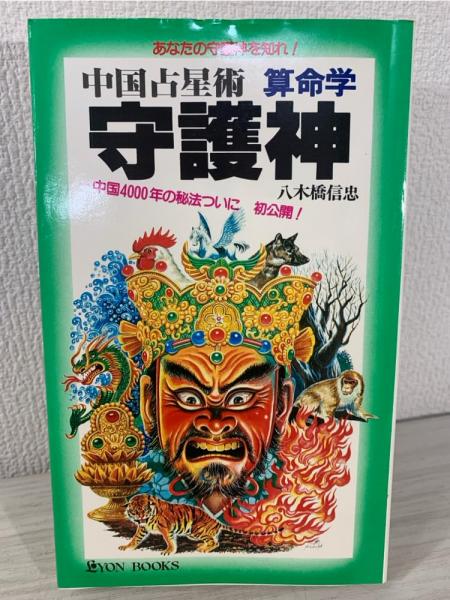 あなたの守護神を知れ!
中国占星術 算命学
守護神
八木橋信忠
中国4000年の秘法ついに 初公開!
LYON BOOKS